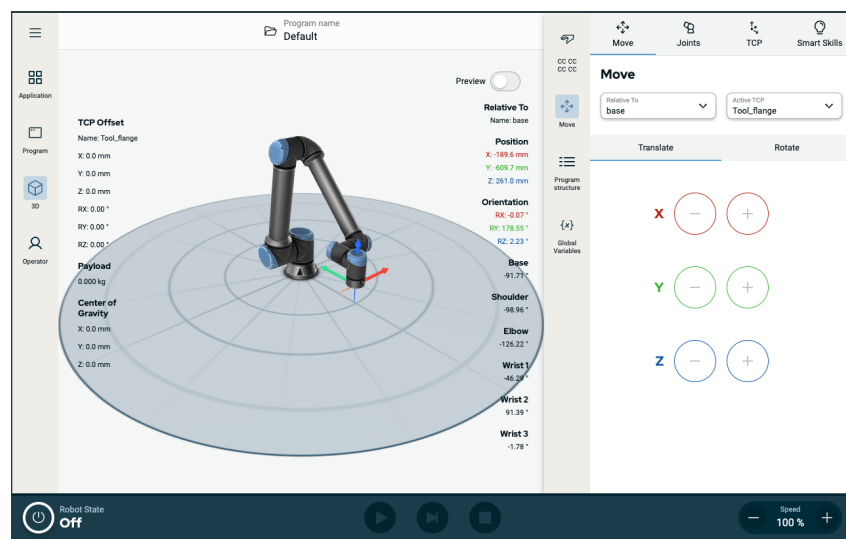 Program name
Default
Application
Program
3D
Operator
TCP Offset
Name: Tool_flange
X: 0.0 mm
Y: 0.0 mm
Z: 0.0 mm
RX: 0.00 °
RY: 0.00 °
RZ: 0.00 °
Payload
0.000 kg
Center of
Gravity
X: 0.0 mm
Y: 0.0 mm
Z: 0.0 mm
Preview
Relative To
Name: base
Position
X: -189.6 mm
Y: -609.7 mm
Z: 261.0 mm
Orientation
RX: -0.07 °
RY: 178.55 °
RZ: 2.23 °
Base
-91.71 °
Shoulder
-98.96 °
Elbow
-126.22 °
Wrist 1
-46.29 °
Wrist 2
91.39 °
Wrist 3
-1.78 °
CC CC
CC CC
Move
Program
structure
{x}
Global
Variables
Move
Joints
TCP
Smart Skills
Move
Relative To
base
Active TCP
Tool_flange
Translate
Rotate
X
Y
Z
Robot State
Off
Speed
100 %